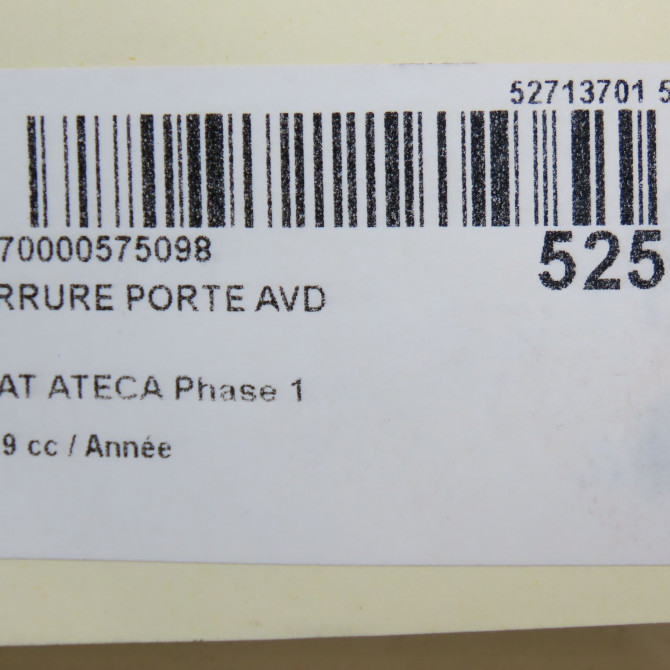 52713701 5
70000575098
525
RRURE PORTE AVD
AT ATECA Phase 1
9 cc / Année